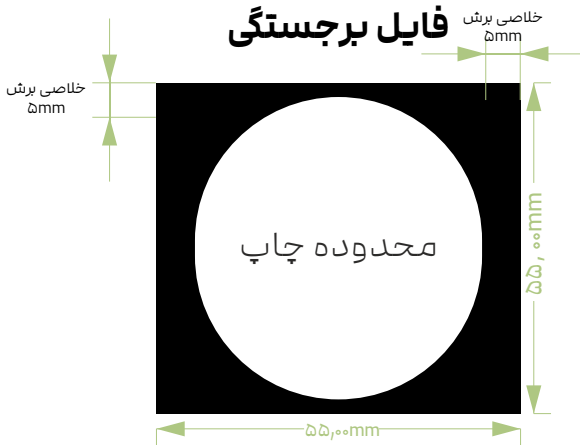 فایل برجستگی
خلاصی برش
۵mm
خلاصی برش
۵mm
محدوده چاپ
۵۵,۰۰mm
۵۵,۰۰mm